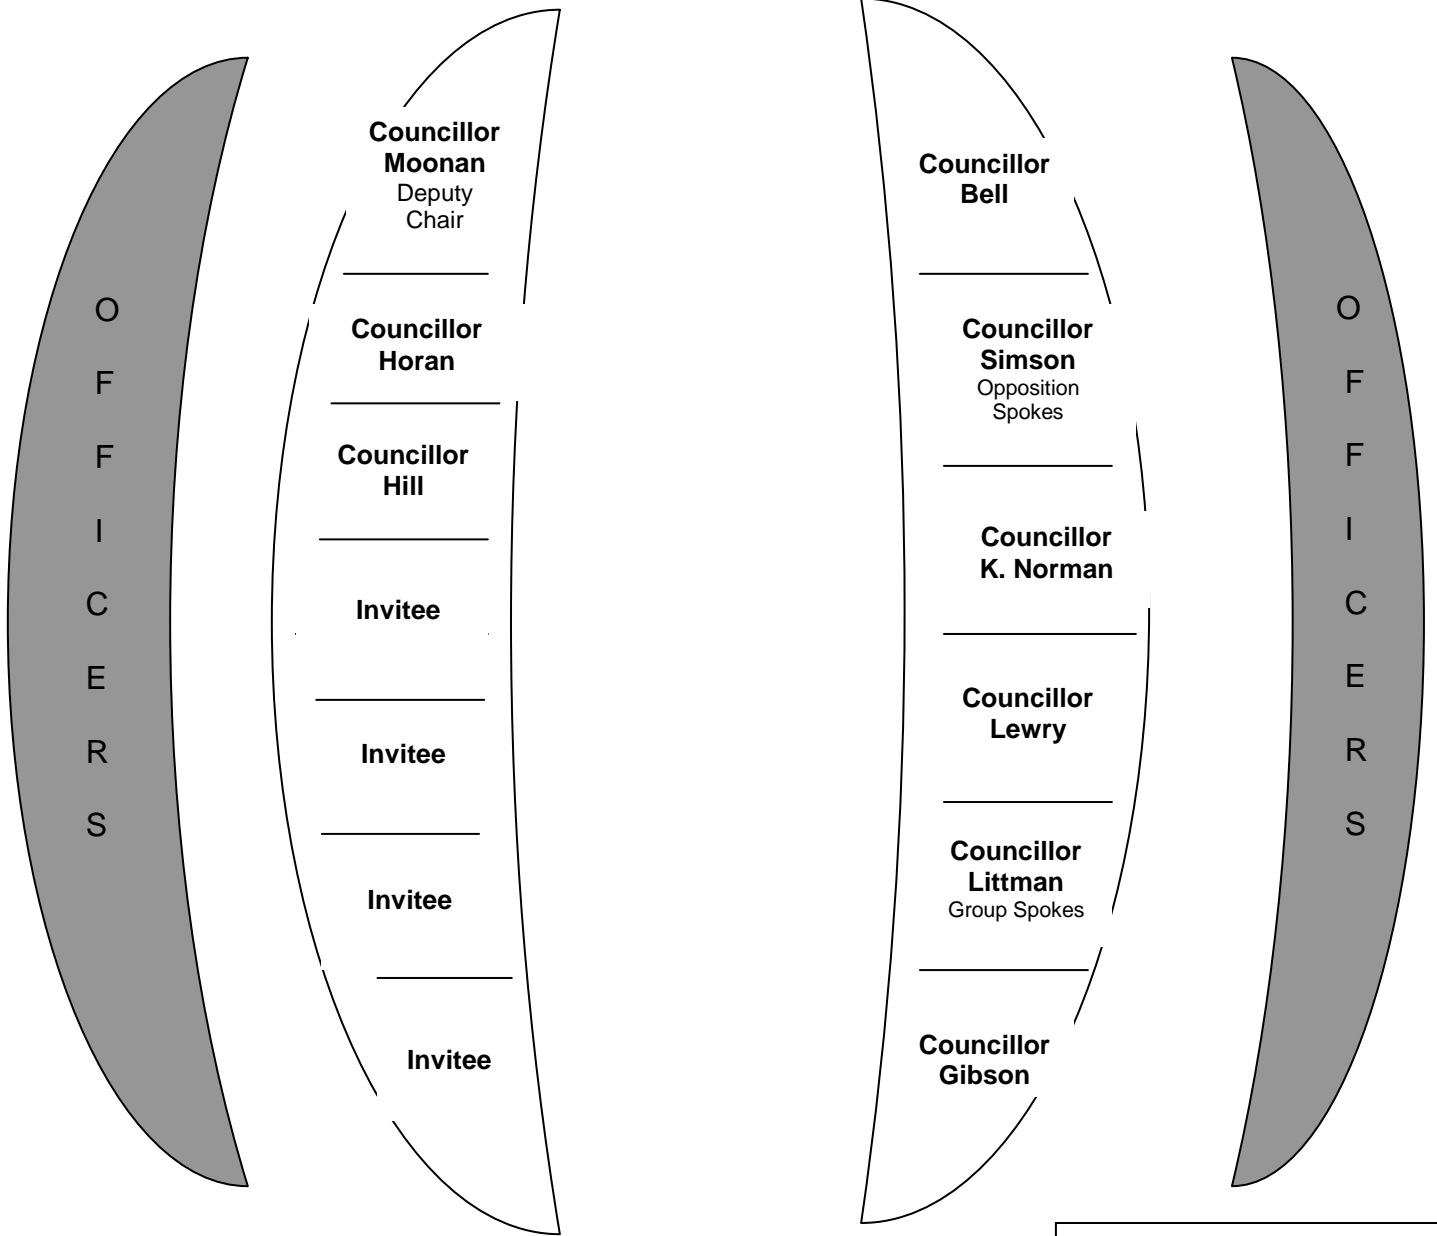 O
F
F
I
C
E
R
S
Councillor
Moonan
Deputy
Chair
Councillor
Horan
Councillor
Hill
Invitee
Invitee
Invitee
Invitee
Councillor
Bell
Councillor
Simson
Opposition
Spokes
Councillor
K. Norman
Councillor
Lewry
Councillor
Littman
Group Spokes
Councillor
Gibson
O
F
F
I
C
E
R
S